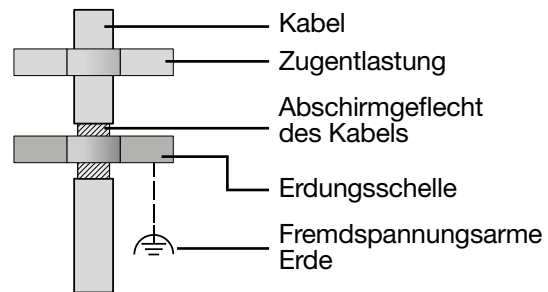 Kabel
Zugentlastung
Abschirmgeflecht
des Kabels
Erdungsschelle
Fremdspannungsarme
Erde